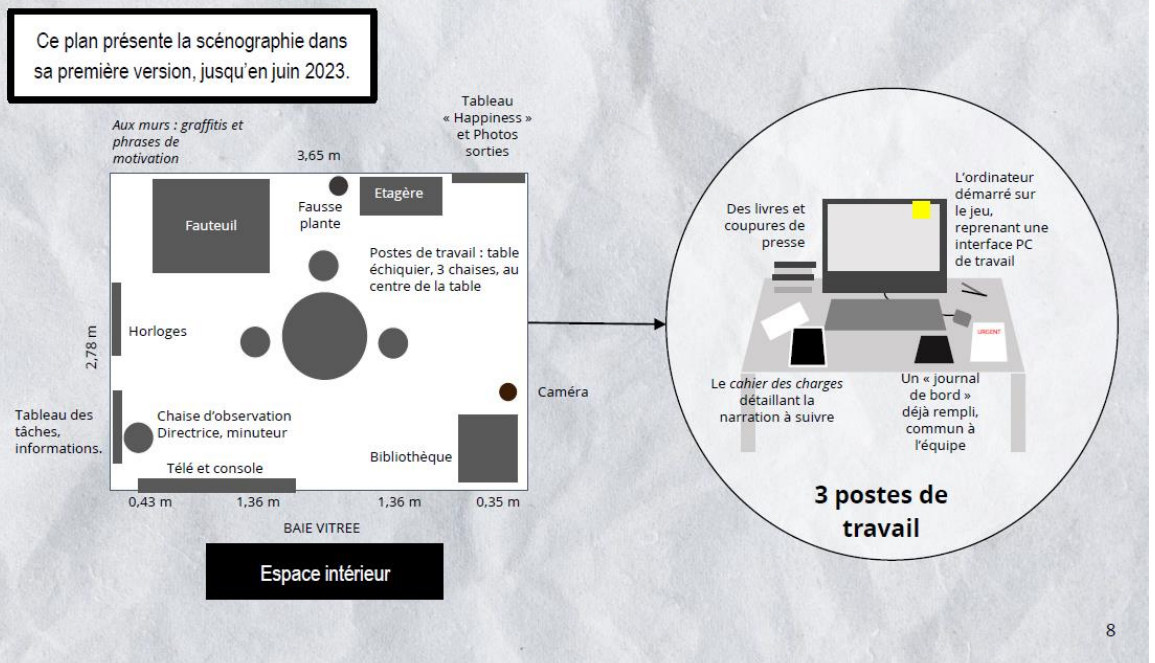 Ce plan présente la scénographie dans
sa première version, jusqu'en juin 2023.
Aux murs : graffitis et
phrases de
motivation
3,65 m
Tableau
« Happiness »
et Photos
sorties
Fauteuil
Fausse
plante
Etagère
Postes de travail : table
échiquier, 3 chaises, au
centre de la table
Horloges
2,78 m
Caméra
Tableau des
tâches,
informations.
Chaise d'observation
Directrice, minuteur
Télé et console
Bibliothèque
0,43 m
1,36 m
1,36 m
0,35 m
BAIE VITREE
Espace intérieur
Des livres et
coupures de
presse
L'ordinateur
démarré sur
le jeu,
reprenant une
interface PC
de travail
URGENT
Le cahier des charges
détaillant la
narration à suivre
Un « journal
de bord »
déjà rempli,
commun à
l'équipe
3 postes de
travail
8